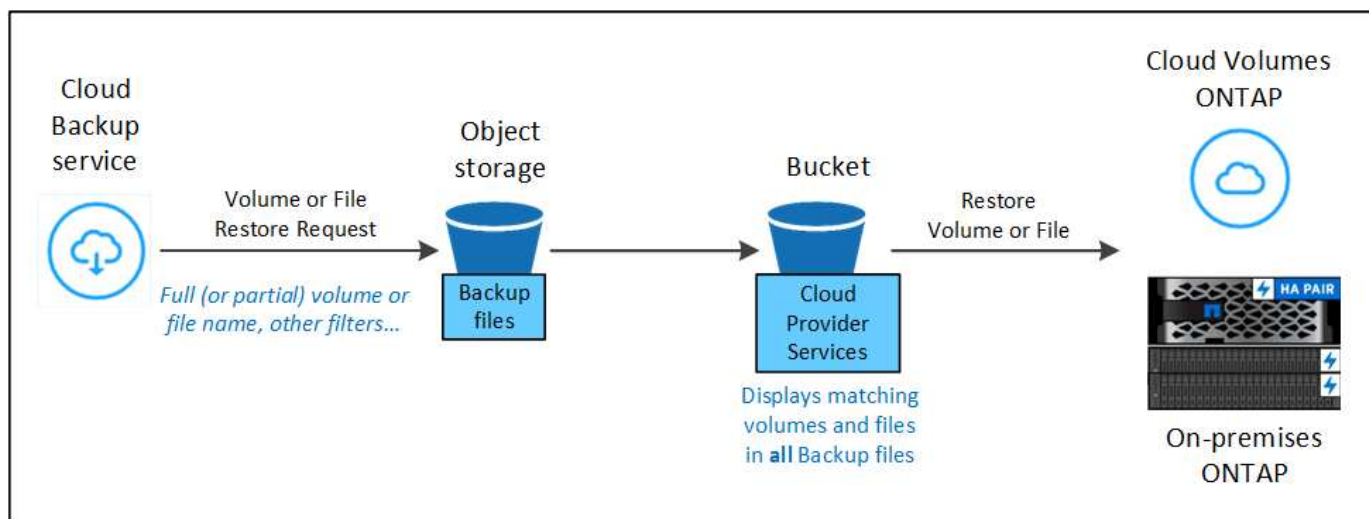 Cloud
Backup
service
Volume or File
Restore Request
Full (or partial) volume or
file name, other filters...
Object
storage
Backup
files
Bucket
Cloud
Provider
Services
Displays matching
volumes and files
in all Backup files
Restore
Volume or File
Cloud Volumes
ONTAP
HA PAIR
On-premises
ONTAP